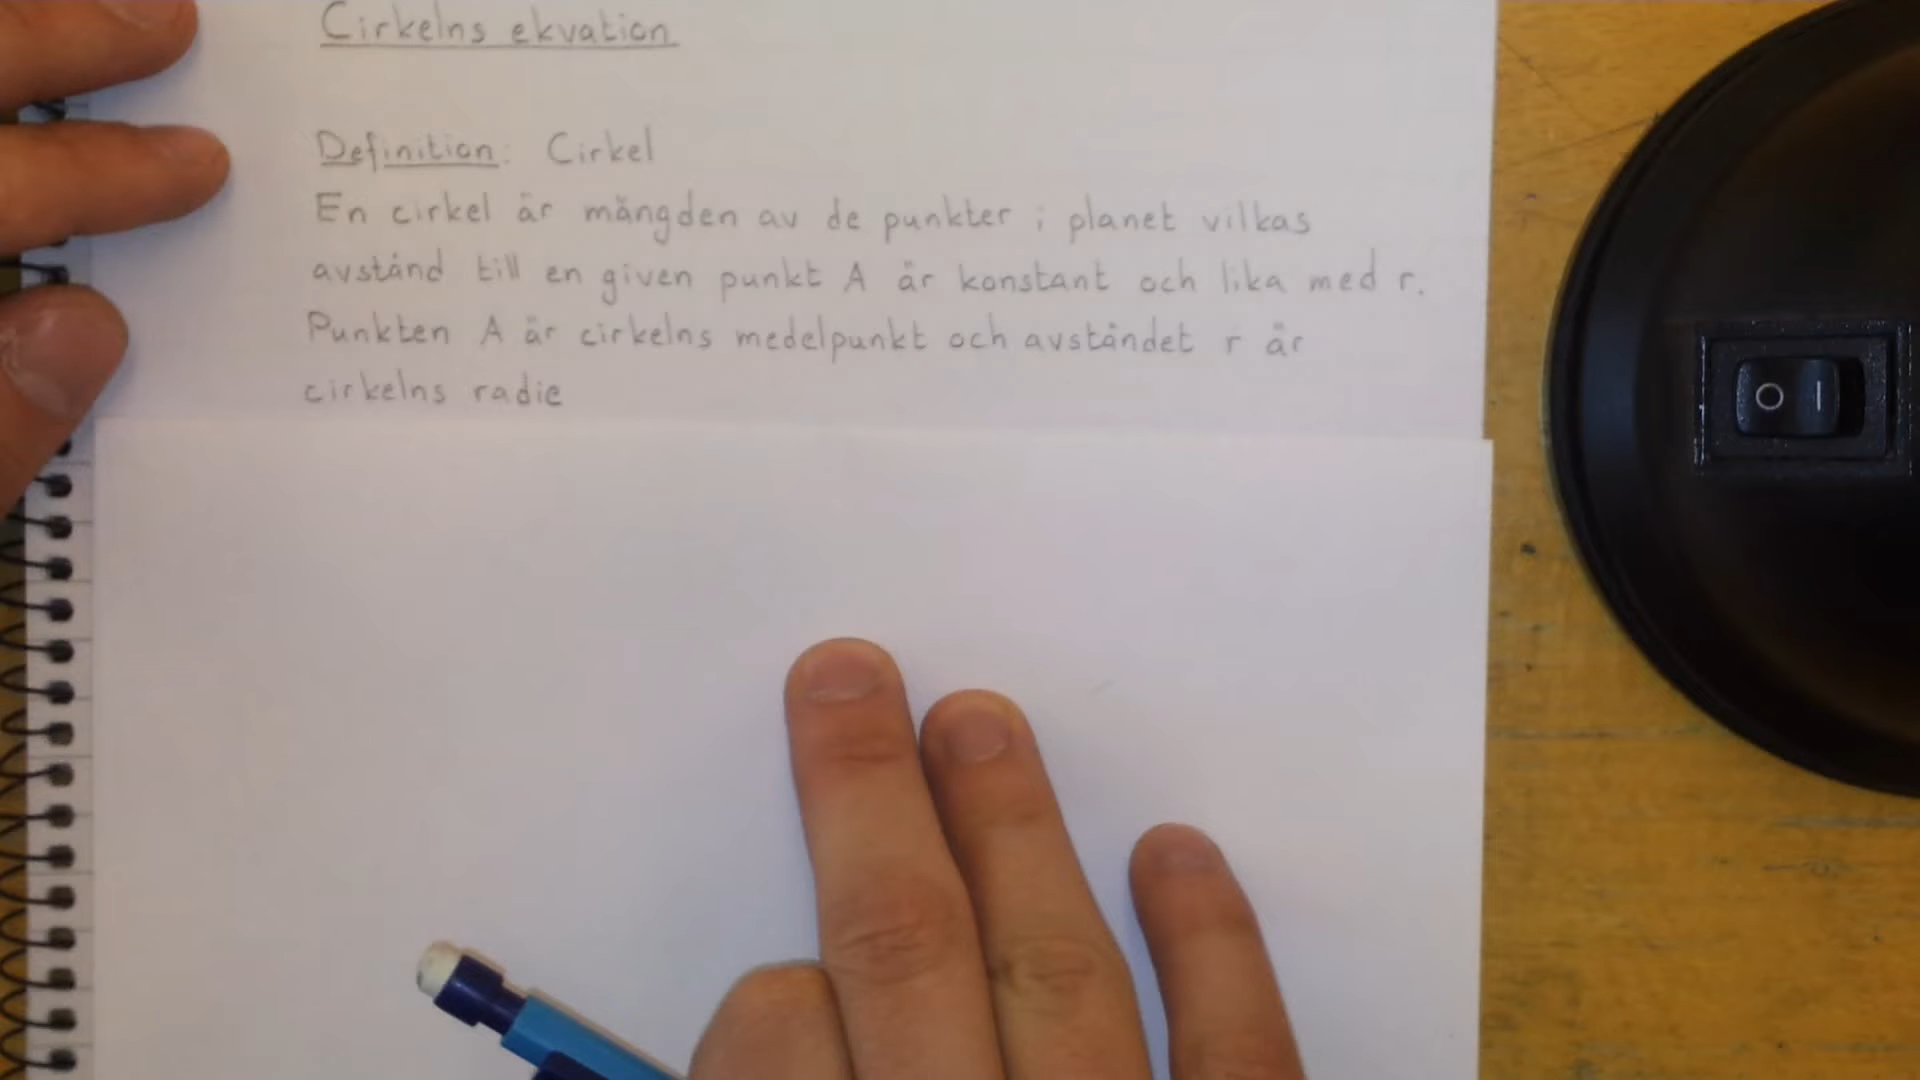 Cirkelns ekvation
Definition: Cirkel
En cirkel är mängden av de punkter i planet vilkas
avstånd till en given punkt A är konstant och lika med r.
Punkten A är cirkelns medelpunkt och avståndet r är
cirkelns radie